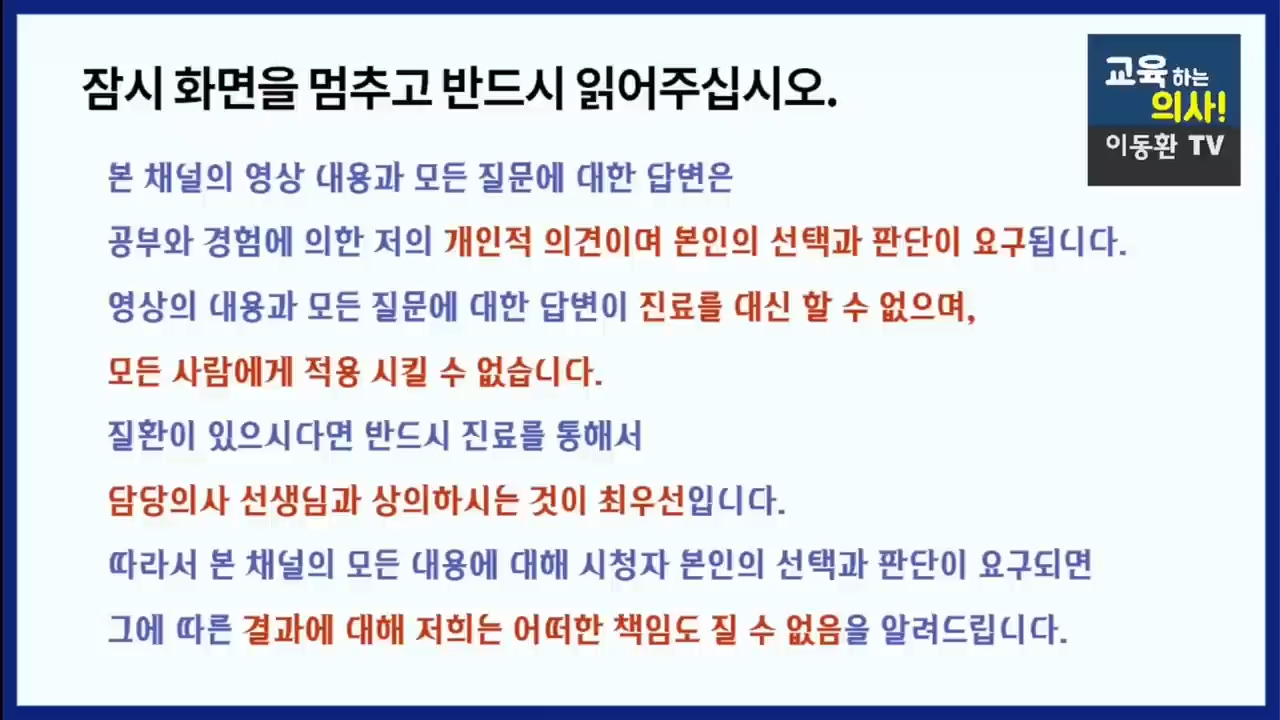 잠시 화면을 멈추고 반드시 읽어주십시오.
교육하는
의사!
이동환 TV
본 채널의 영상 내용과 모든 질문에 대한 답변은
공부와 경험에 의한 저의 개인적 의견이며 본인의 선택과 판단이 요구됩니다.
영상의 내용과 모든 질문에 대한 답변이 진료를 대신 할 수 없으며,
모든 사람에게 적용 시킬 수 없습니다.
질환이 있으시다면 반드시 진료를 통해서
담당의사 선생님과 상의하시는 것이 최우선입니다.
따라서 본 채널의 모든 내용에 대해 시청자 본인의 선택과 판단이 요구되면
그에 따른 결과에 대해 저희는 어떠한 책임도 질 수 없음을 알려드립니다.